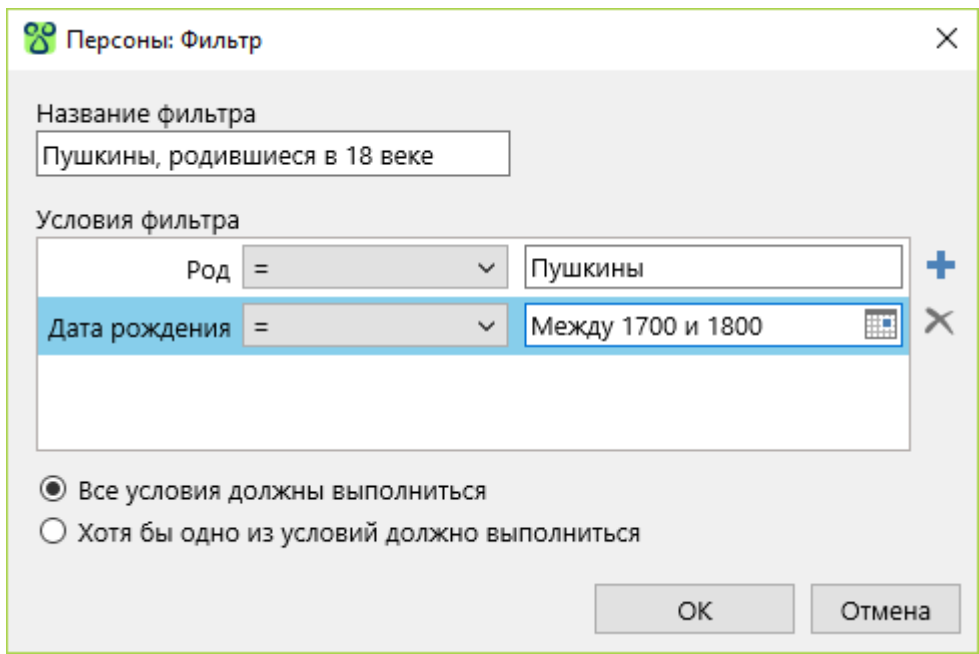 Персоны: Фильтр
Название фильтра
Пушкины, родившиеся в 18 веке
Условия фильтра
Род = Пушкины
Дата рождения = Между 1700 и 1800
Все условия должны выполниться
Хотя бы одно из условий должно выполниться
ОК Отмена